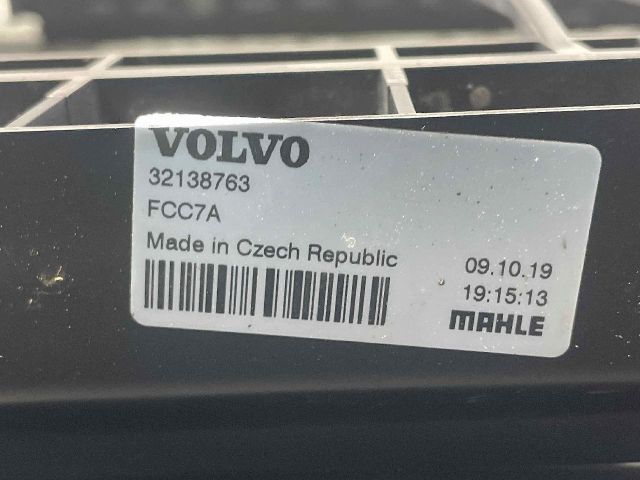 VOLVO
32138763
FCC7A
Made in Czech Republic
09.10.19
19:15:13
MAHLE